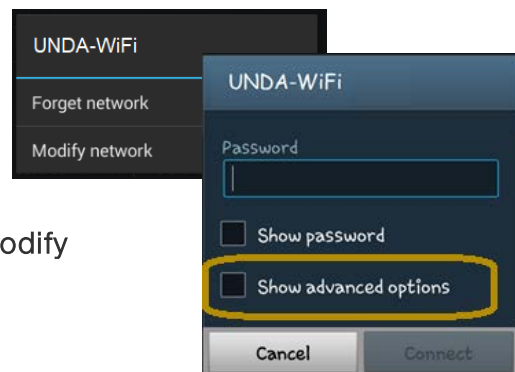 UNDA-WiFi
Forget network
Modify network
UNDA-WiFi
Password
Show password
Show advanced options
Cancel
Connect
odify